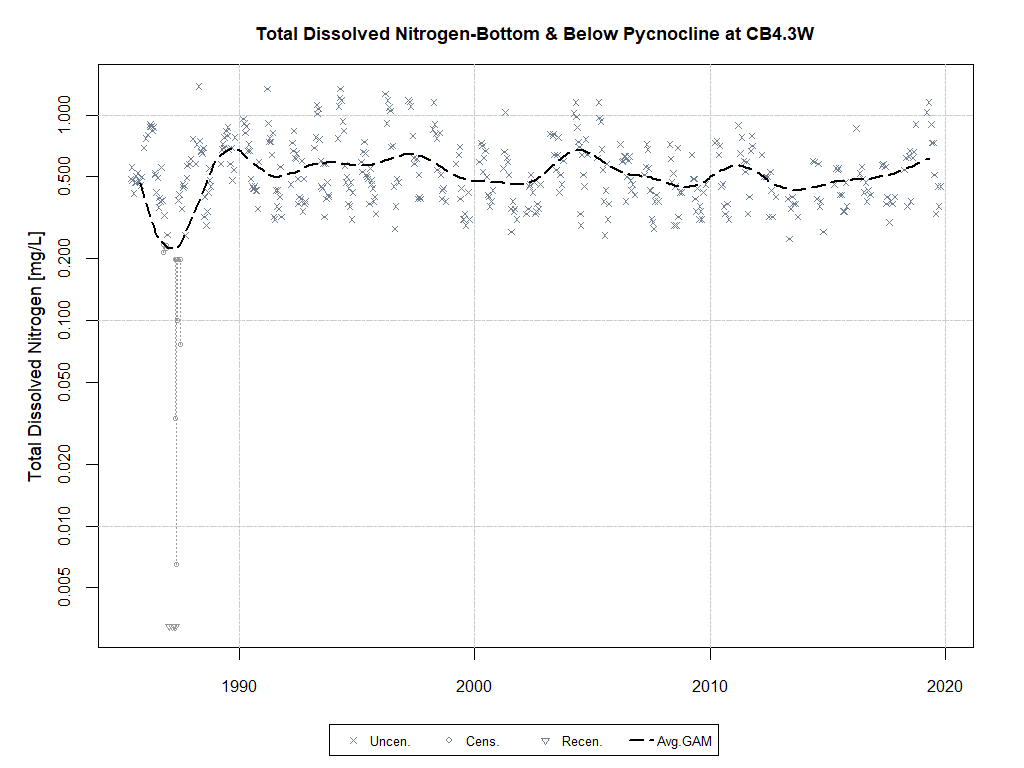 Total Dissolved Nitrogen-Bottom & Below Pycnocline at CB4.3W
Total Dissolved Nitrogen [mg/L]
1.000
0.500
0.200
0.100
0.050
0.020
0.010
0.005
1990 2000 2010 2020
Uncen. Cens. Recen. Avg.GAM